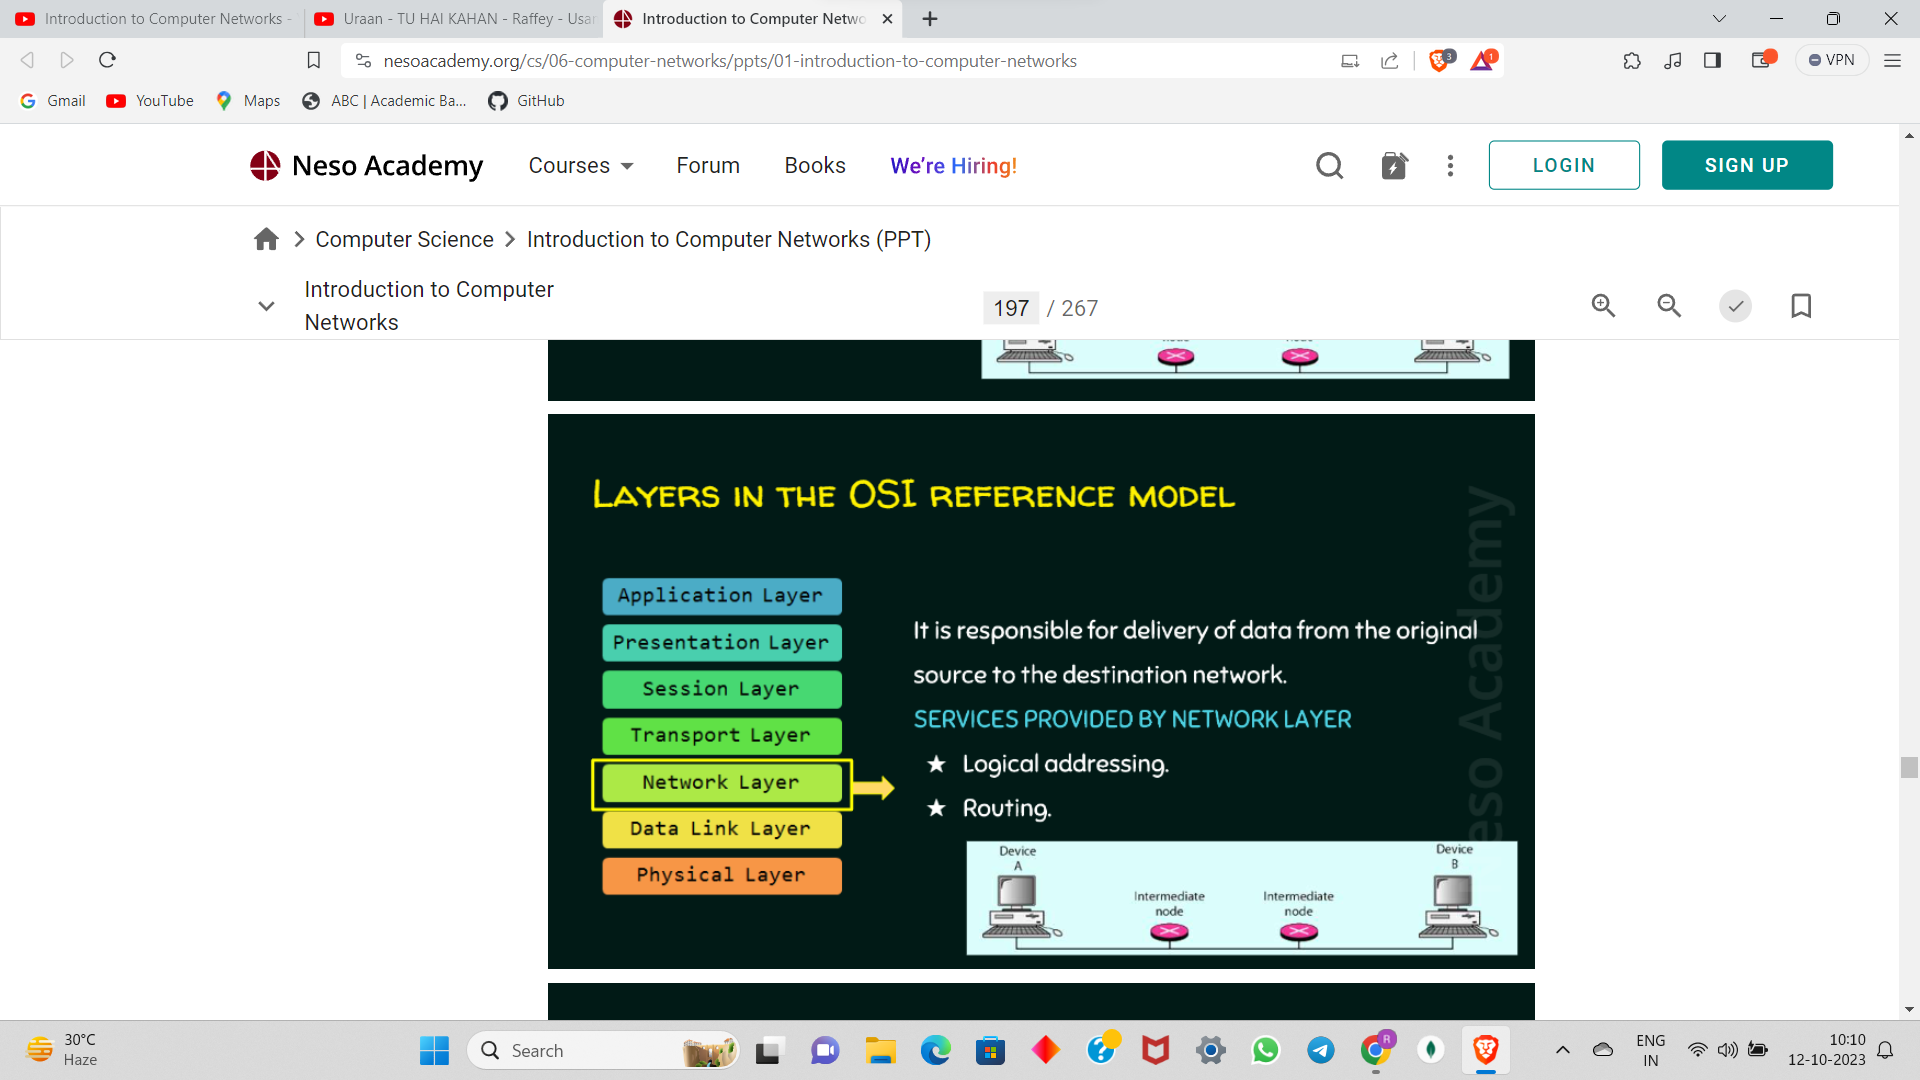 Introduction to Computer Networks -
Uraan - TU HAI KAHAN - Raffey - Usar
Introduction to Computer Netwo
nesoacademy.org/cs/06-computer-networks/ppts/01-introduction-to-computer-networks
3
1
VPN
Gmail
YouTube
Maps
ABC | Academic Ba...
GitHub
Neso Academy
Courses
Forum
Books
We're Hiring!
LOGIN
SIGN UP
Computer Science
Introduction to Computer Networks (PPT)
Introduction to Computer
Networks
197 / 267
LAYERS IN THE OSI REFERENCE MODEL
Application Layer
Presentation Layer
Session Layer
Transport Layer
Network Layer
Data Link Layer
Physical Layer
It is responsible for delivery of data from the original
source to the destination network.
SERVICES PROVIDED BY NETWORK LAYER
★ Logical addressing.
★ Routing.
Neso Academy
Device
A
Intermediate
node
Intermediate
node
Device
B
30°C
Haze
Search
R
ENG
IN
10:10
12-10-2023